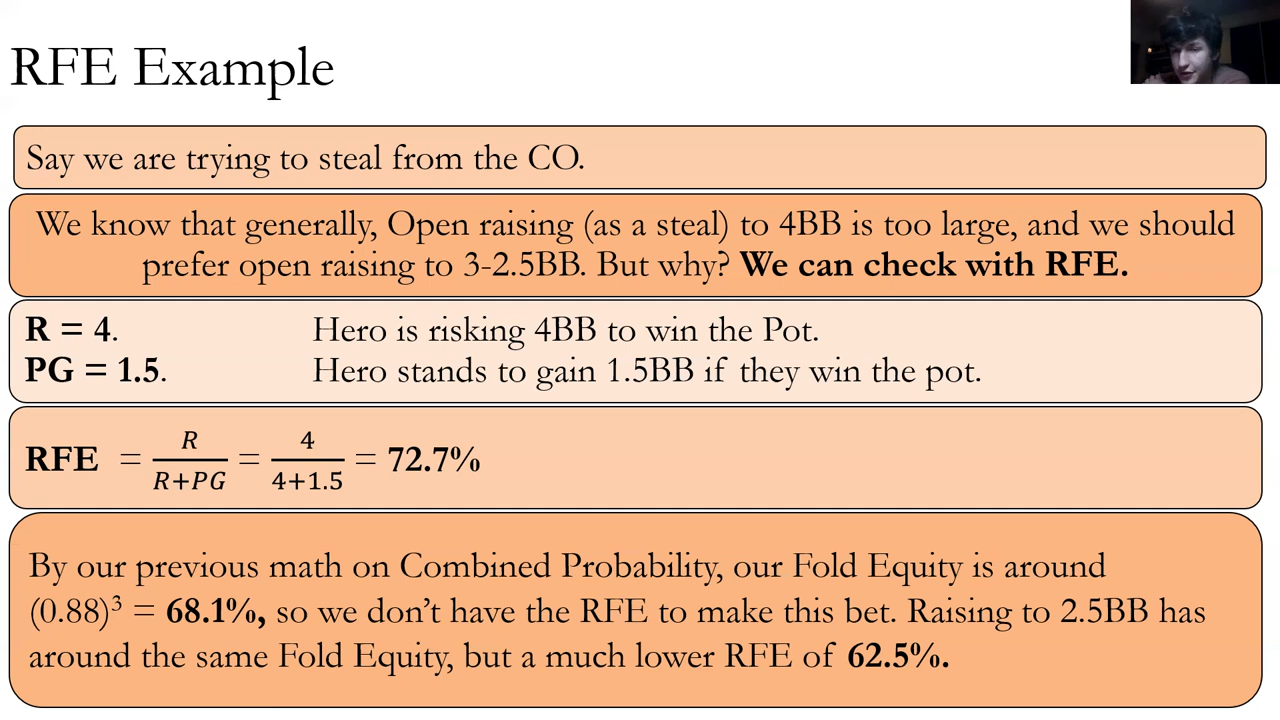 RFE Example
Say we are trying to steal from the CO.
We know that generally, Open raising (as a steal) to 4BB is too large, and we should
prefer open raising to 3-2.5BB. But why? We can check with RFE.
R = 4. Hero is risking 4BB to win the Pot.
PG = 1.5. Hero stands to gain 1.5BB if they win the pot.
RFE = R/(R+PG) = 4/(4+1.5) = 72.7%
By our previous math on Combined Probability, our Fold Equity is around
(0.88)³ = 68.1%, so we don't have the RFE to make this bet. Raising to 2.5BB has
around the same Fold Equity, but a much lower RFE of 62.5%.